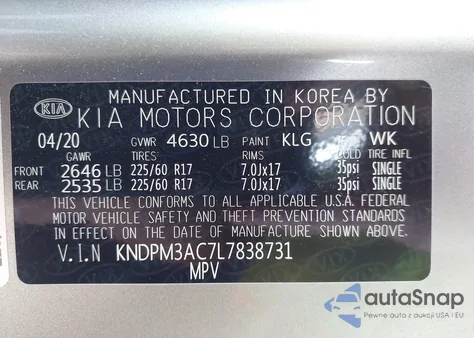 MANUFACTURED IN KOREA BY
KIA KIA MOTORS CORPORATION
04/20 GVWR 4630 LB PAINT KLG WK
GAWR TIRES RIMS
FRONT 2646 LB 225/60 R17 7.0Jx17 35psi SINGLE
REAR 2535 LB 225/60 R17 7.0Jx17 35psi SINGLE
THIS VEHICLE CONFORMS TO ALL APPLICABLE U.S.A. FEDERAL
MOTOR VEHICLE SAFETY AND THEFT PREVENTION STANDARDS
IN EFFECT ON THE DATE OF MANUFACTURE SHOWN ABOVE.
V.I.N KNDPM3AC7L7838731
MPV
autoSnap
Pewne auta z aukcji USA i EU